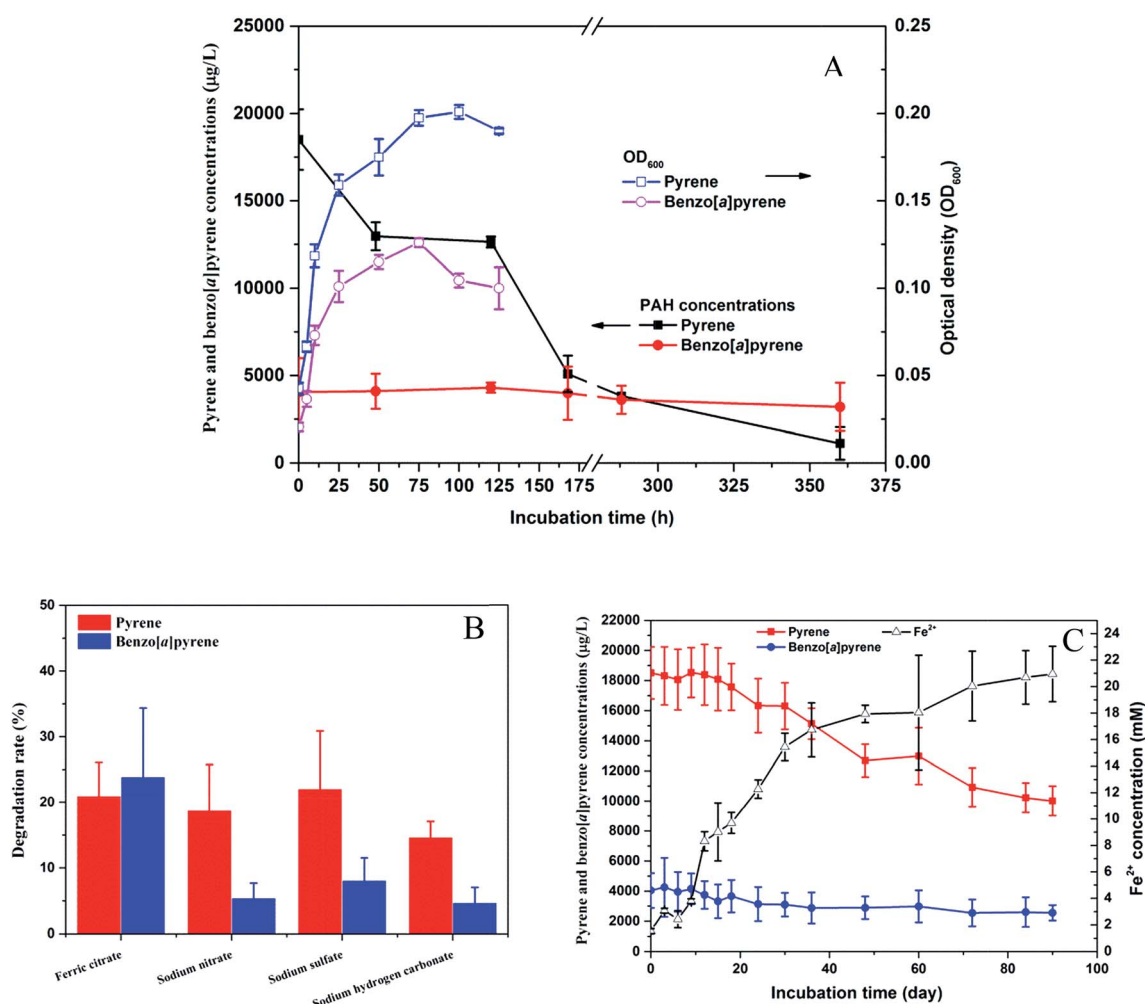 A
Pyrene and benzo[a]pyrene concentrations (µg/L)
25000
20000
15000
10000
5000
0
OD600
Pyrene
Benzo[a]pyrene
PAH concentrations
Pyrene
Benzo[a]pyrene
0.25
0.20
0.15
0.10
0.05
0.00
Optical density (OD600)
0 25 50 75 100 125 150 175 300 325 350 375
Incubation time (h)
B
Degradation rate (%)
50
40
30
20
10
0
Pyrene
Benzo[a]pyrene
Ferric citrate
Sodium nitrate
Sodium sulfate
Sodium hydrogen carbonate
C
Pyrene and benzo[a]pyrene concentrations (µg/L)
22000
20000
18000
16000
14000
12000
10000
8000
6000
4000
2000
0
Pyrene
Benzo[a]pyrene
Fe2+
24
22
20
18
16
14
12
10
8
6
4
2
0
Fe2+ concentration (mM)
0 20 40 60 80 100
Incubation time (day)